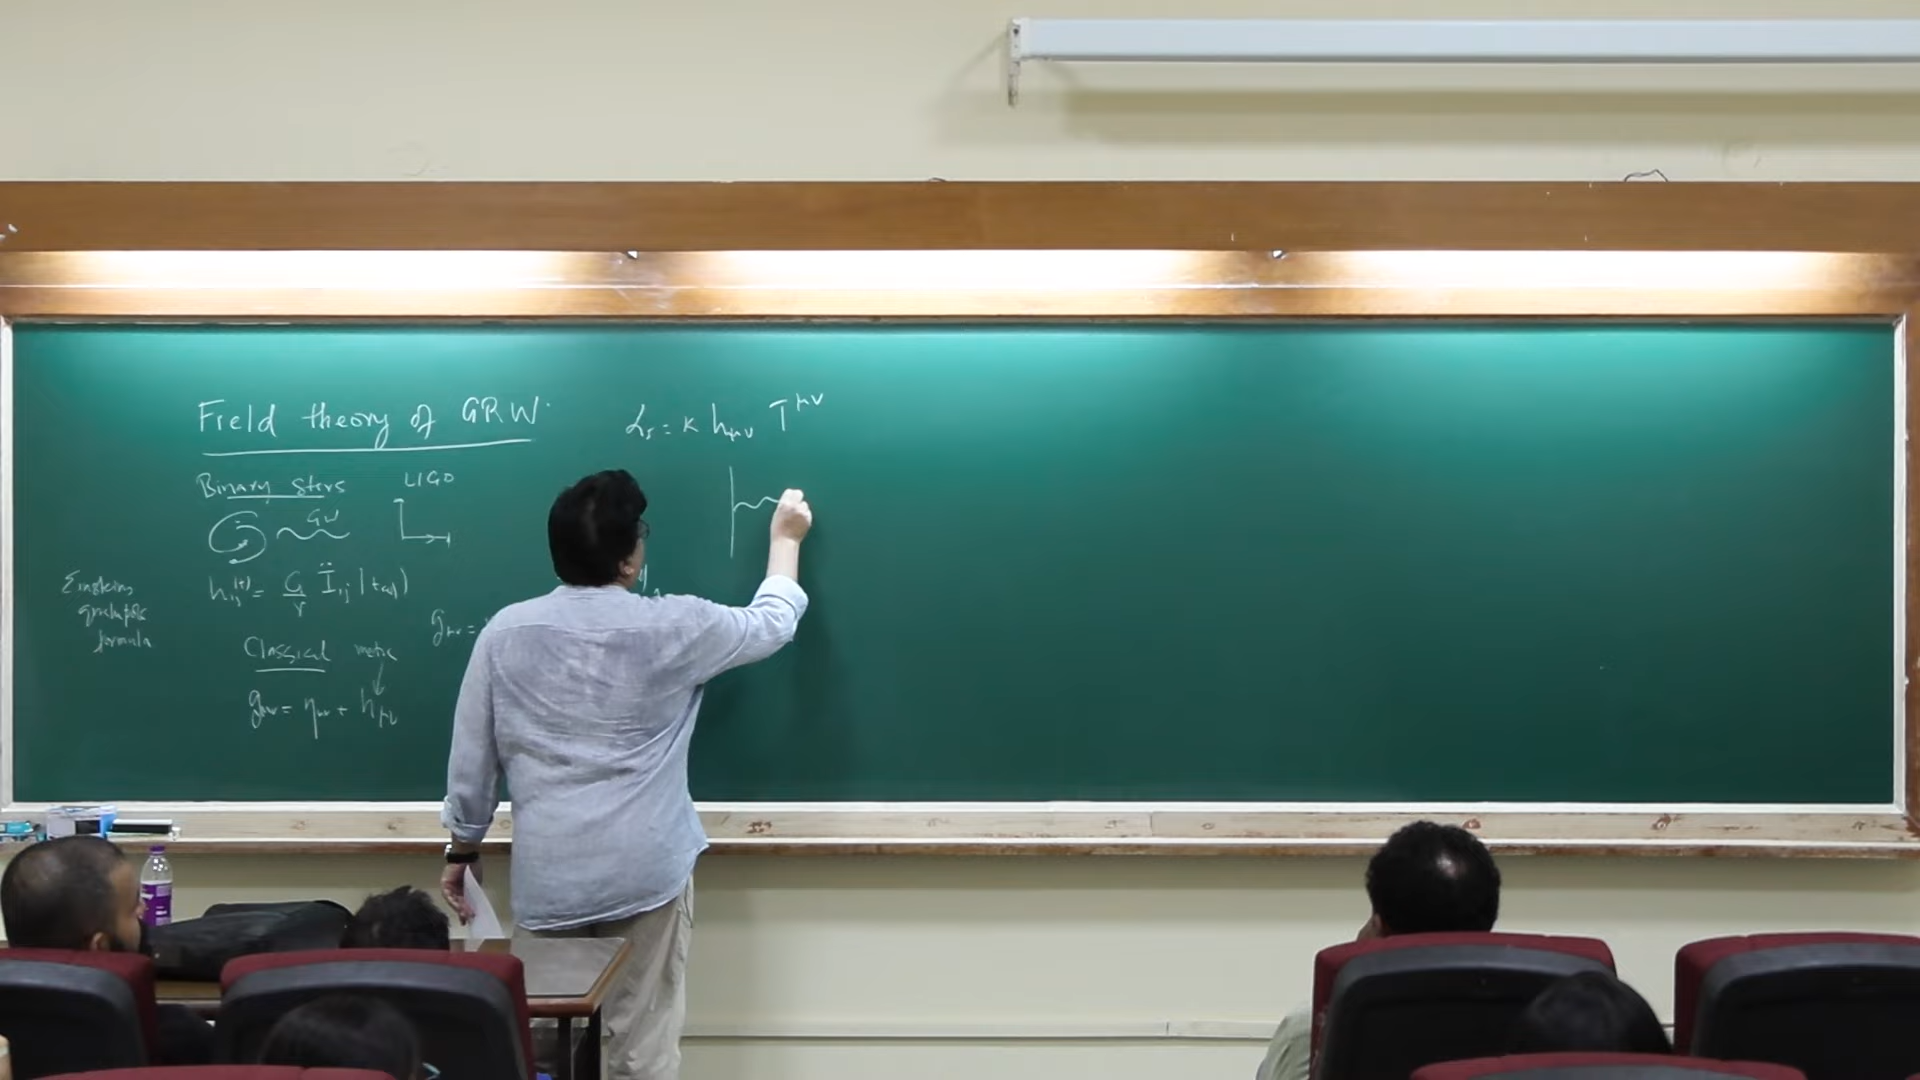 Field theory of GRW.
Binary Stars
LIGO
GW
Einsteins
quadrupole
formula
h_ij(t) = G/r Ï_ij (t_ret)
Classical metric
g_μν = η_μν + h_μν
g_μν =
ℒ_s = κ h_μν T^μν